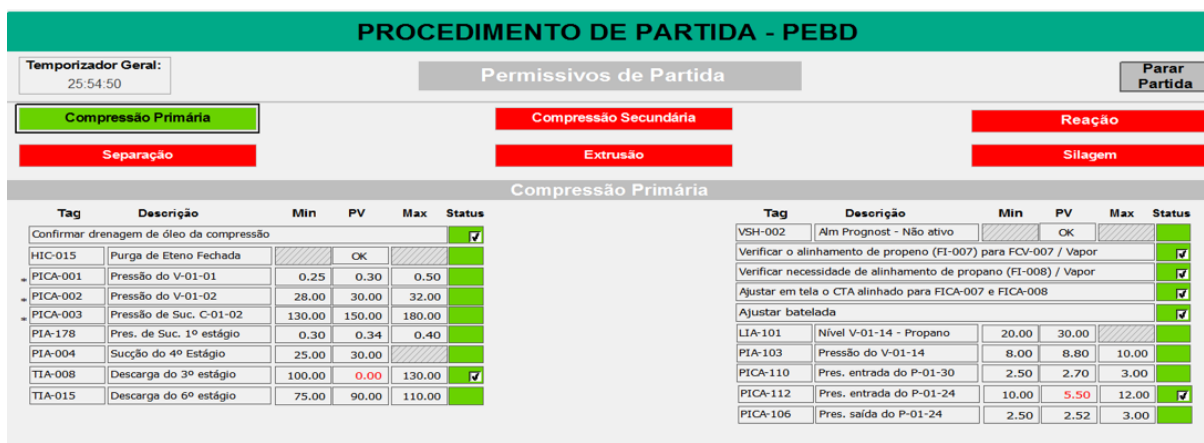 PROCEDIMENTO DE PARTIDA - PEBD
Temporizador Geral:
25:54:50
Permissivos de Partida
Parar
Partida
Compressão Primária
Compressão Secundária
Reação
Separação
Extrusão
Silagem
Compressão Primária
Tag Descrição Min PV Max Status
Confirmar drenagem de óleo da compressão
HIC-015 Purga de Eteno Fechada OK
* PICA-001 Pressão do V-01-01 0.25 0.30 0.50
* PICA-002 Pressão do V-01-02 28.00 30.00 32.00
* PICA-003 Pressão de Suc. C-01-02 130.00 150.00 180.00
PIA-178 Pres. de Suc. 1º estágio 0.30 0.34 0.40
PIA-004 Sucção do 4º Estágio 25.00 30.00
TIA-008 Descarga do 3º estágio 100.00 0.00 130.00
TIA-015 Descarga do 6º estágio 75.00 90.00 110.00
Tag Descrição Min PV Max Status
VSH-002 Alm Prognost - Não ativo OK
Verificar o alinhamento de propeno (FI-007) para FCV-007 / Vapor
Verificar necessidade de alinhamento de propano (FI-008) / Vapor
Ajustar em tela o CTA alinhado para FICA-007 e FICA-008
Ajustar batelada
LIA-101 Nível V-01-14 - Propano 20.00 30.00
PIA-103 Pressão do V-01-14 8.00 8.80 10.00
PICA-110 Pres. entrada do P-01-30 2.50 2.70 3.00
PICA-112 Pres. entrada do P-01-24 10.00 5.50 12.00
PICA-106 Pres. saída do P-01-24 2.50 2.52 3.00